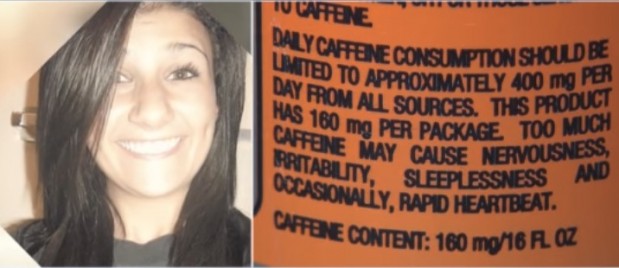 TO CAFFEINE.
DAILY CAFFEINE CONSUMPTION SHOULD BE
LIMITED TO APPROXIMATELY 400 mg PER
DAY FROM ALL SOURCES. THIS PRODUCT
HAS 160 mg PER PACKAGE. TOO MUCH
CAFFEINE MAY CAUSE NERVOUSNESS,
IRRITABILITY, SLEEPLESSNESS AND
OCCASIONALLY, RAPID HEARTBEAT.
CAFFEINE CONTENT: 160 mg/16 FL OZ